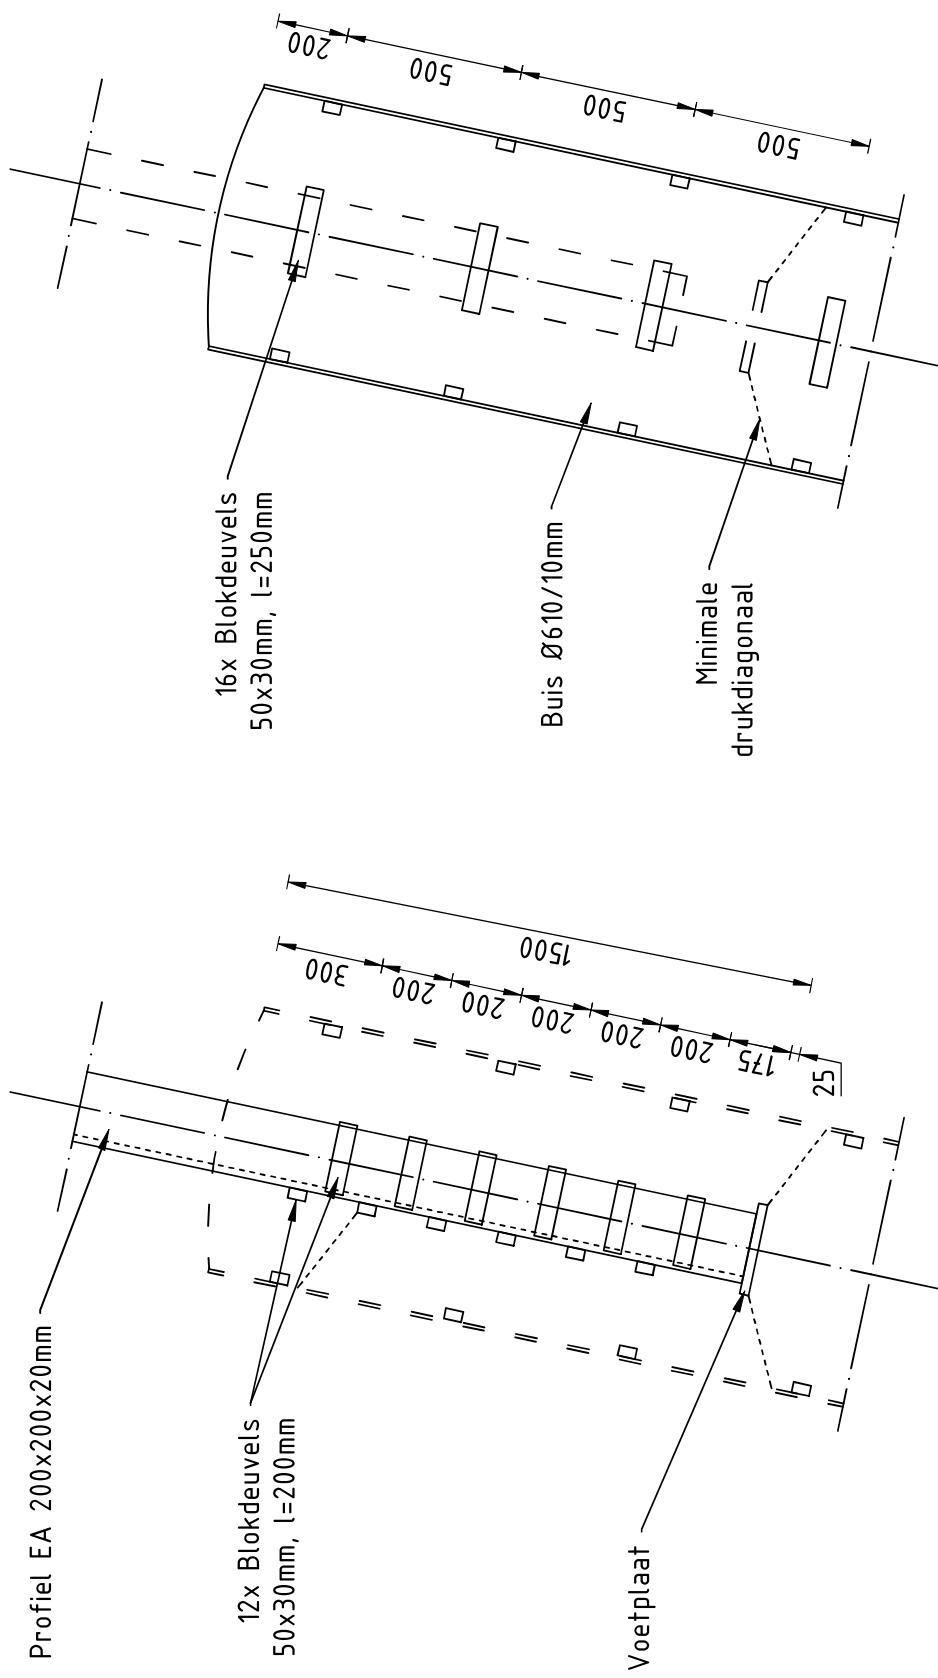 Profiel EA 200x200x20mm
12x Blokdeuvels
50x30mm, l=200mm
Voetplaat
300
200
200
200
200
200
175
25
1500
16x Blokdeuvels
50x30mm, l=250mm
Buis Ø610/10mm
Minimale
drukdiagonaal
200
500
500
500